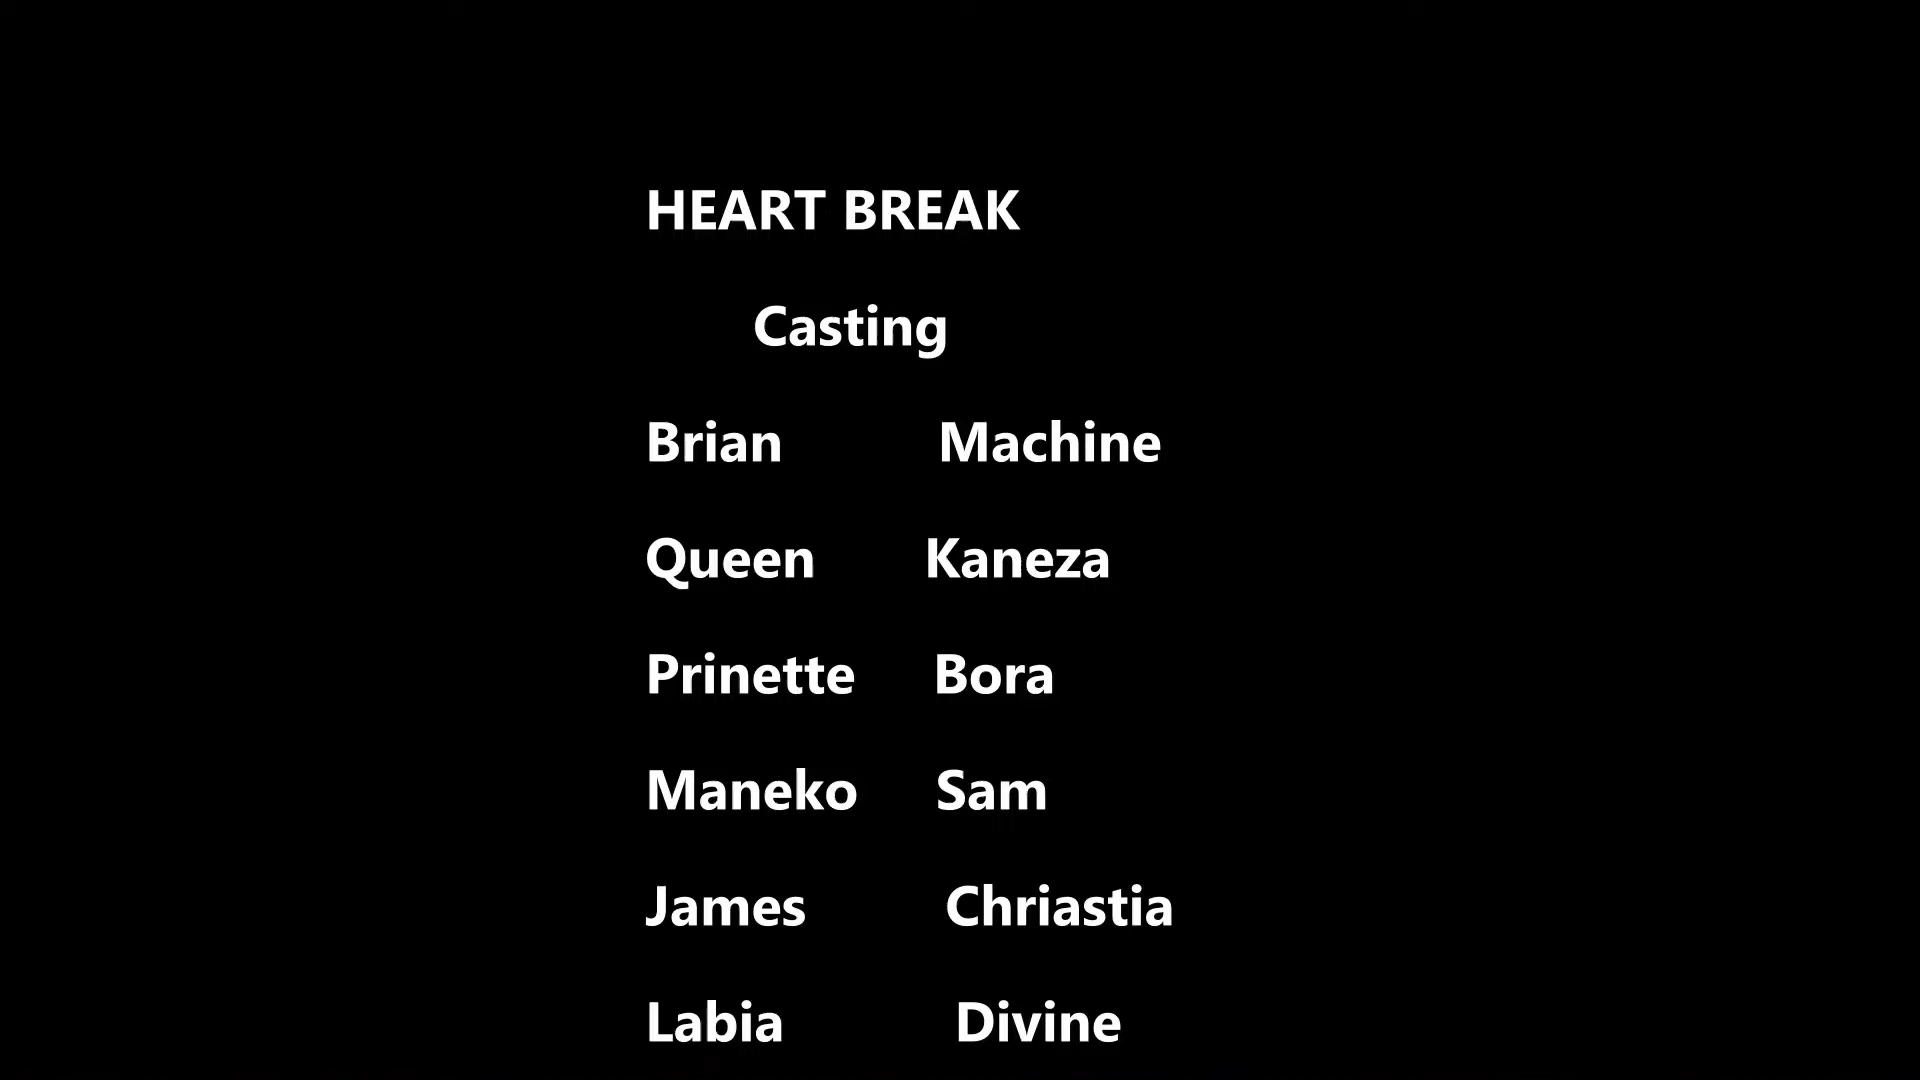 HEART BREAK
Casting
Brian Machine
Queen Kaneza
Prinette Bora
Maneko Sam
James Chriastia
Labia Divine